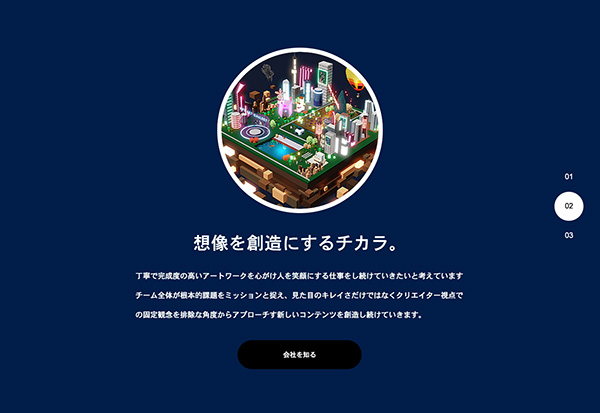 想像を創造にするチカラ。
丁寧で完成度の高いアートワークを心がけ人を笑顔にする仕事をし続けていきたいと考えています
チーム全体が根本的課題をミッションと捉え、見た目のキレイさだけではなくクリエイター視点で
の固定観念を排除な角度からアプローチす新しいコンテンツを創造し続けていきます。
会社を知る
01
02
03